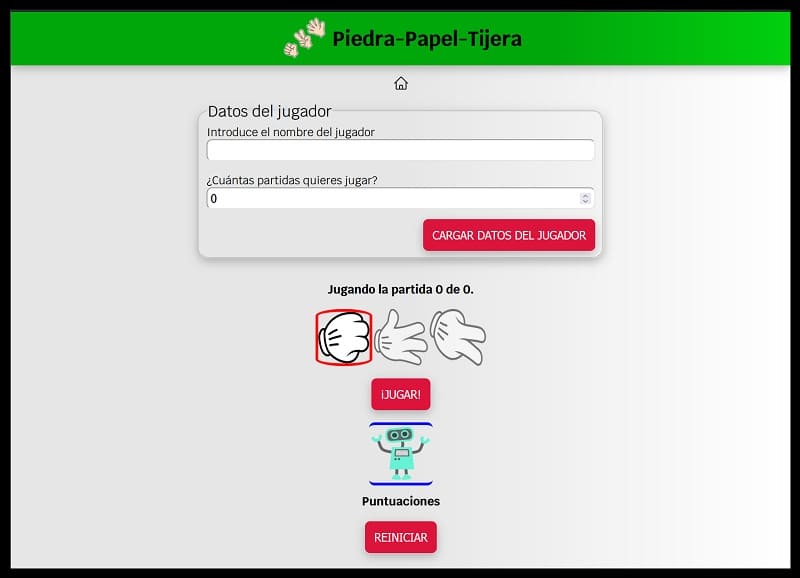 Piedra-Papel-Tijera
Datos del jugador
Introduce el nombre del jugador
¿Cuántas partidas quieres jugar?
0
CARGAR DATOS DEL JUGADOR
Jugando la partida 0 de 0.
¡JUGAR!
Puntuaciones
REINICIAR